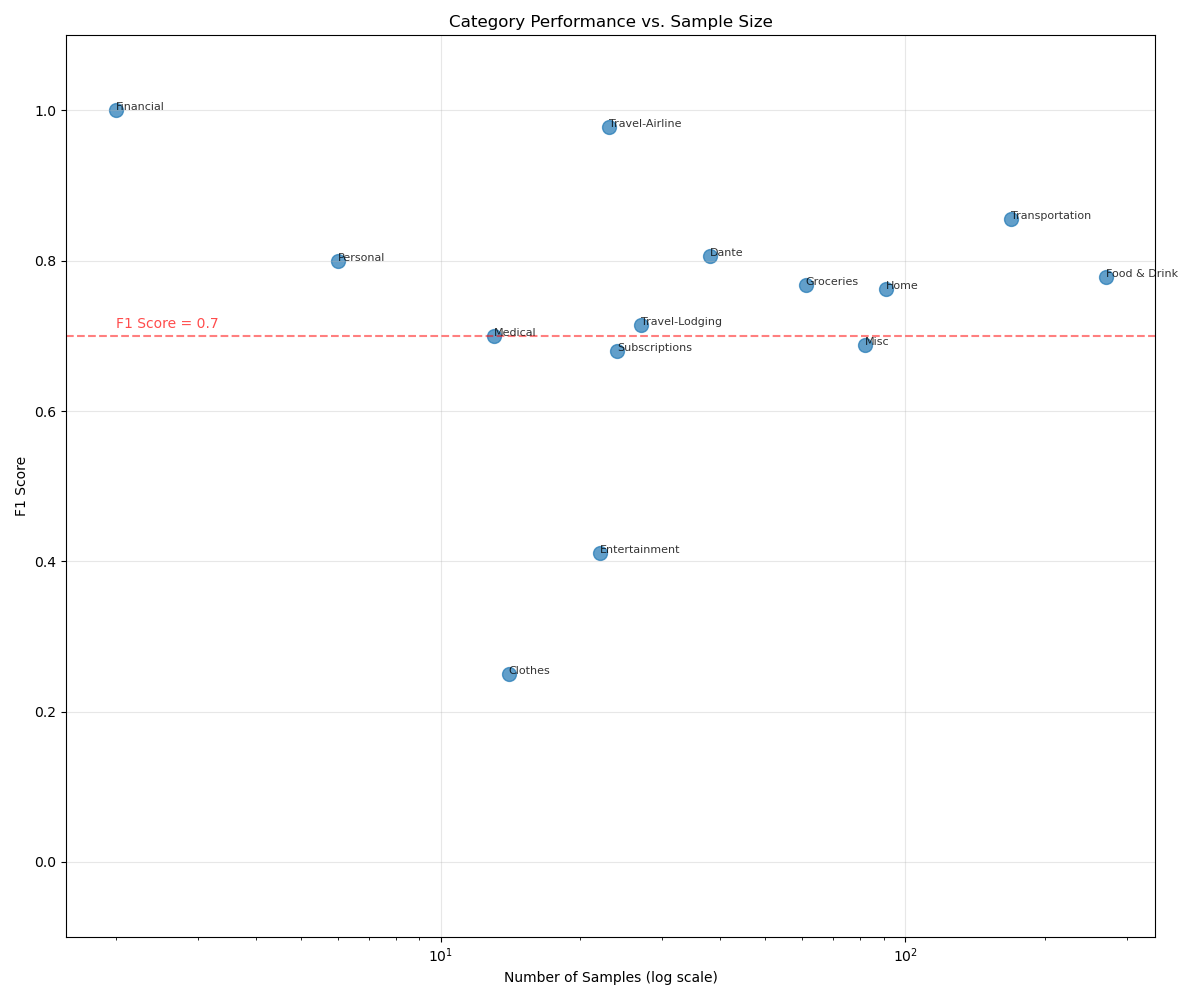 Category Performance vs. Sample Size
F1 Score
1.0
0.8
0.6
0.4
0.2
0.0
Financial
Travel-Airline
Transportation
Personal
Dante
Food & Drink
Groceries
Home
F1 Score = 0.7
Travel-Lodging
Medical
Misc
Subscriptions
Entertainment
Clothes
10¹
10²
Number of Samples (log scale)